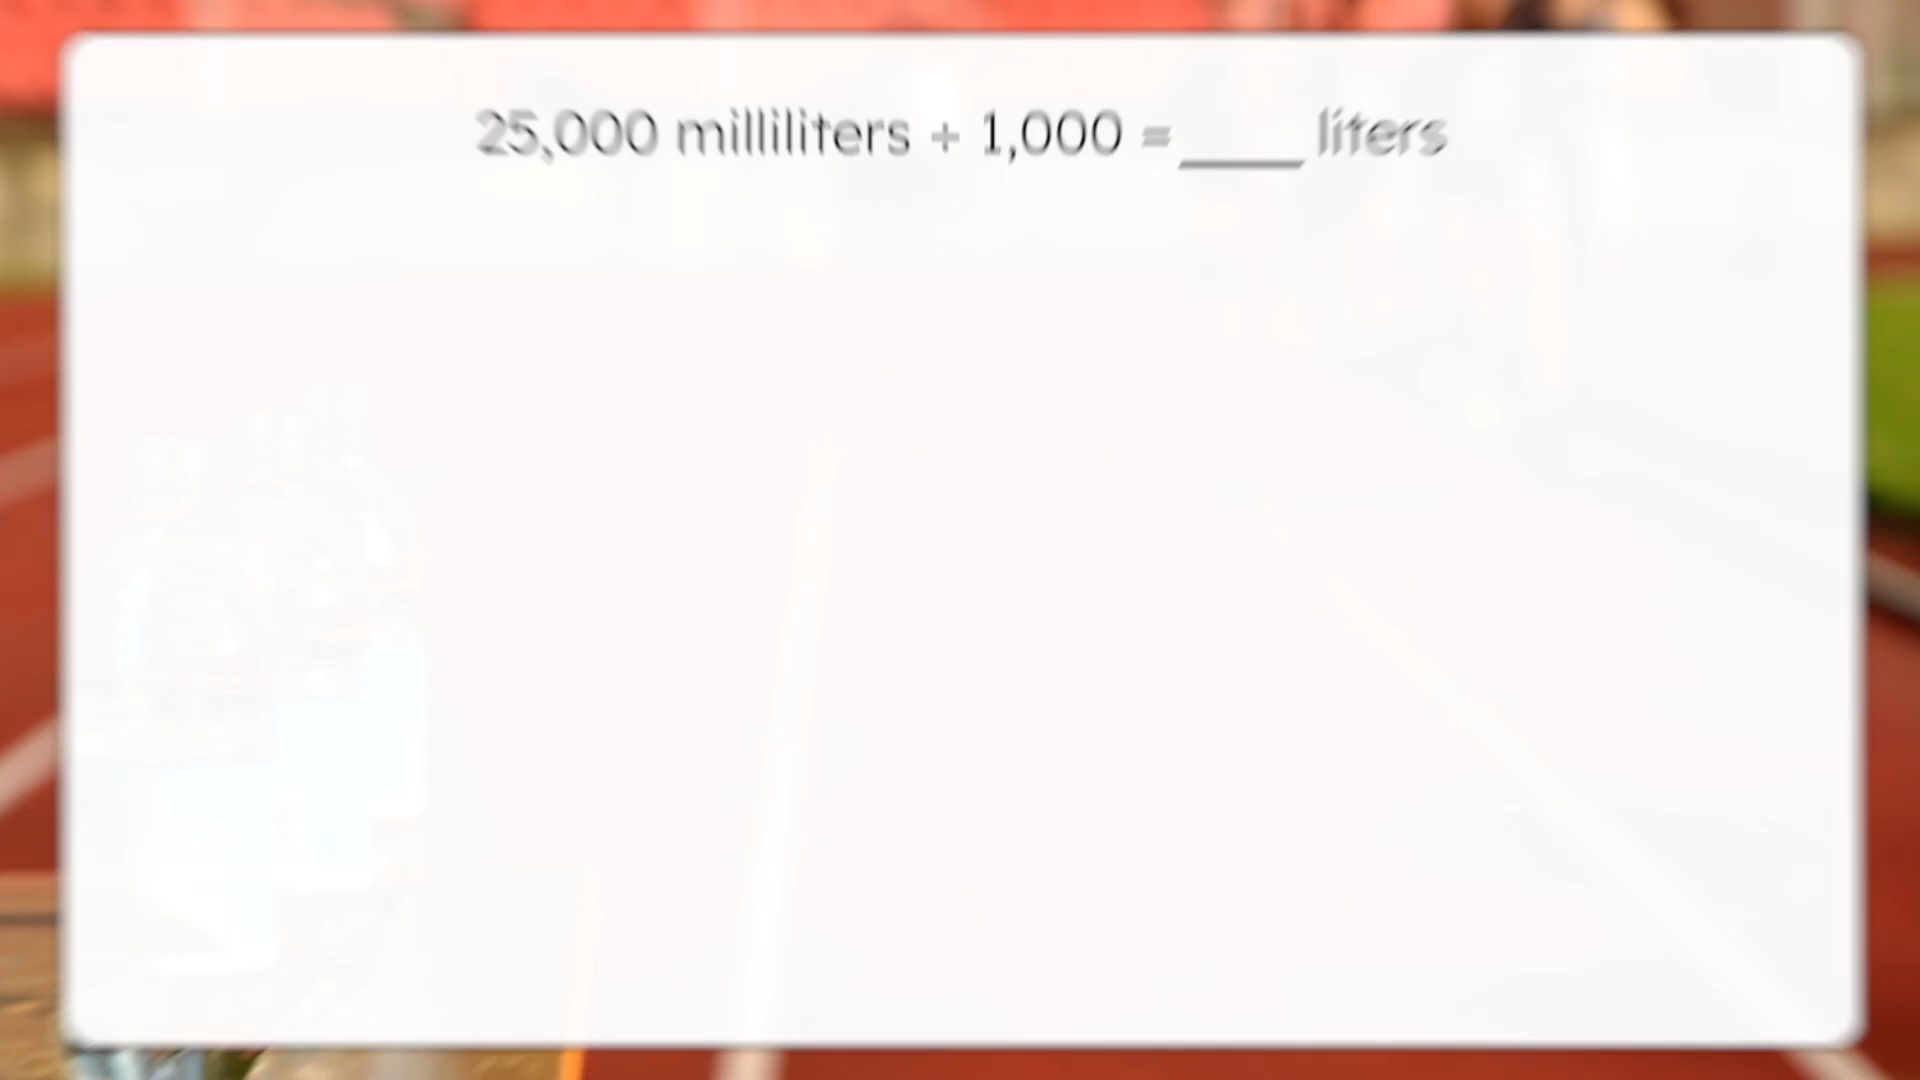 25,000 milliliters ÷ 1,000 = ____ liters